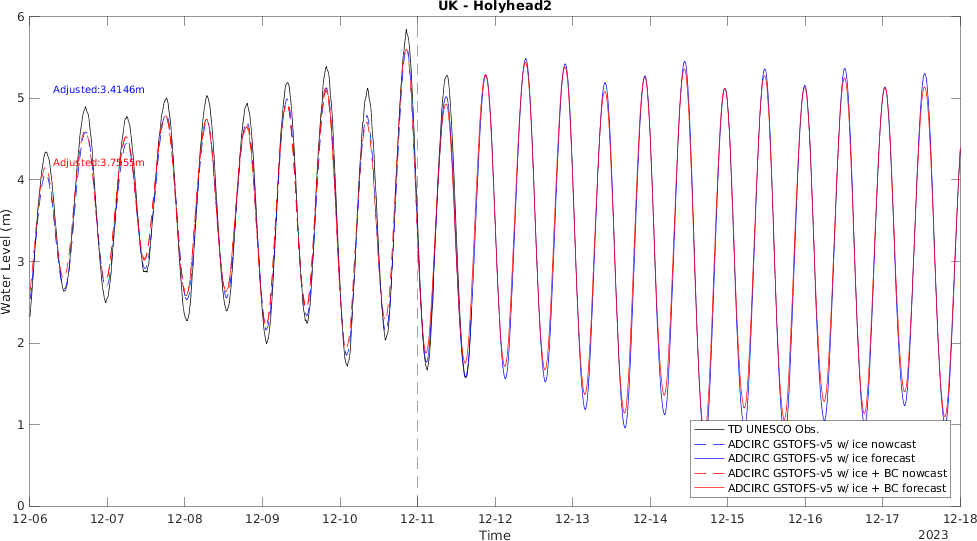 UK - Holyhead2
6
5
4
3
2
1
0
Water Level (m)
Adjusted:3.4146m
Adjusted:3.7555m
TD UNESCO Obs.
ADCIRC GSTOFS-v5 w/ ice nowcast
ADCIRC GSTOFS-v5 w/ ice forecast
ADCIRC GSTOFS-v5 w/ ice + BC nowcast
ADCIRC GSTOFS-v5 w/ ice + BC forecast
12-06 12-07 12-08 12-09 12-10 12-11 12-12 12-13 12-14 12-15 12-16 12-17 12-18
Time
2023